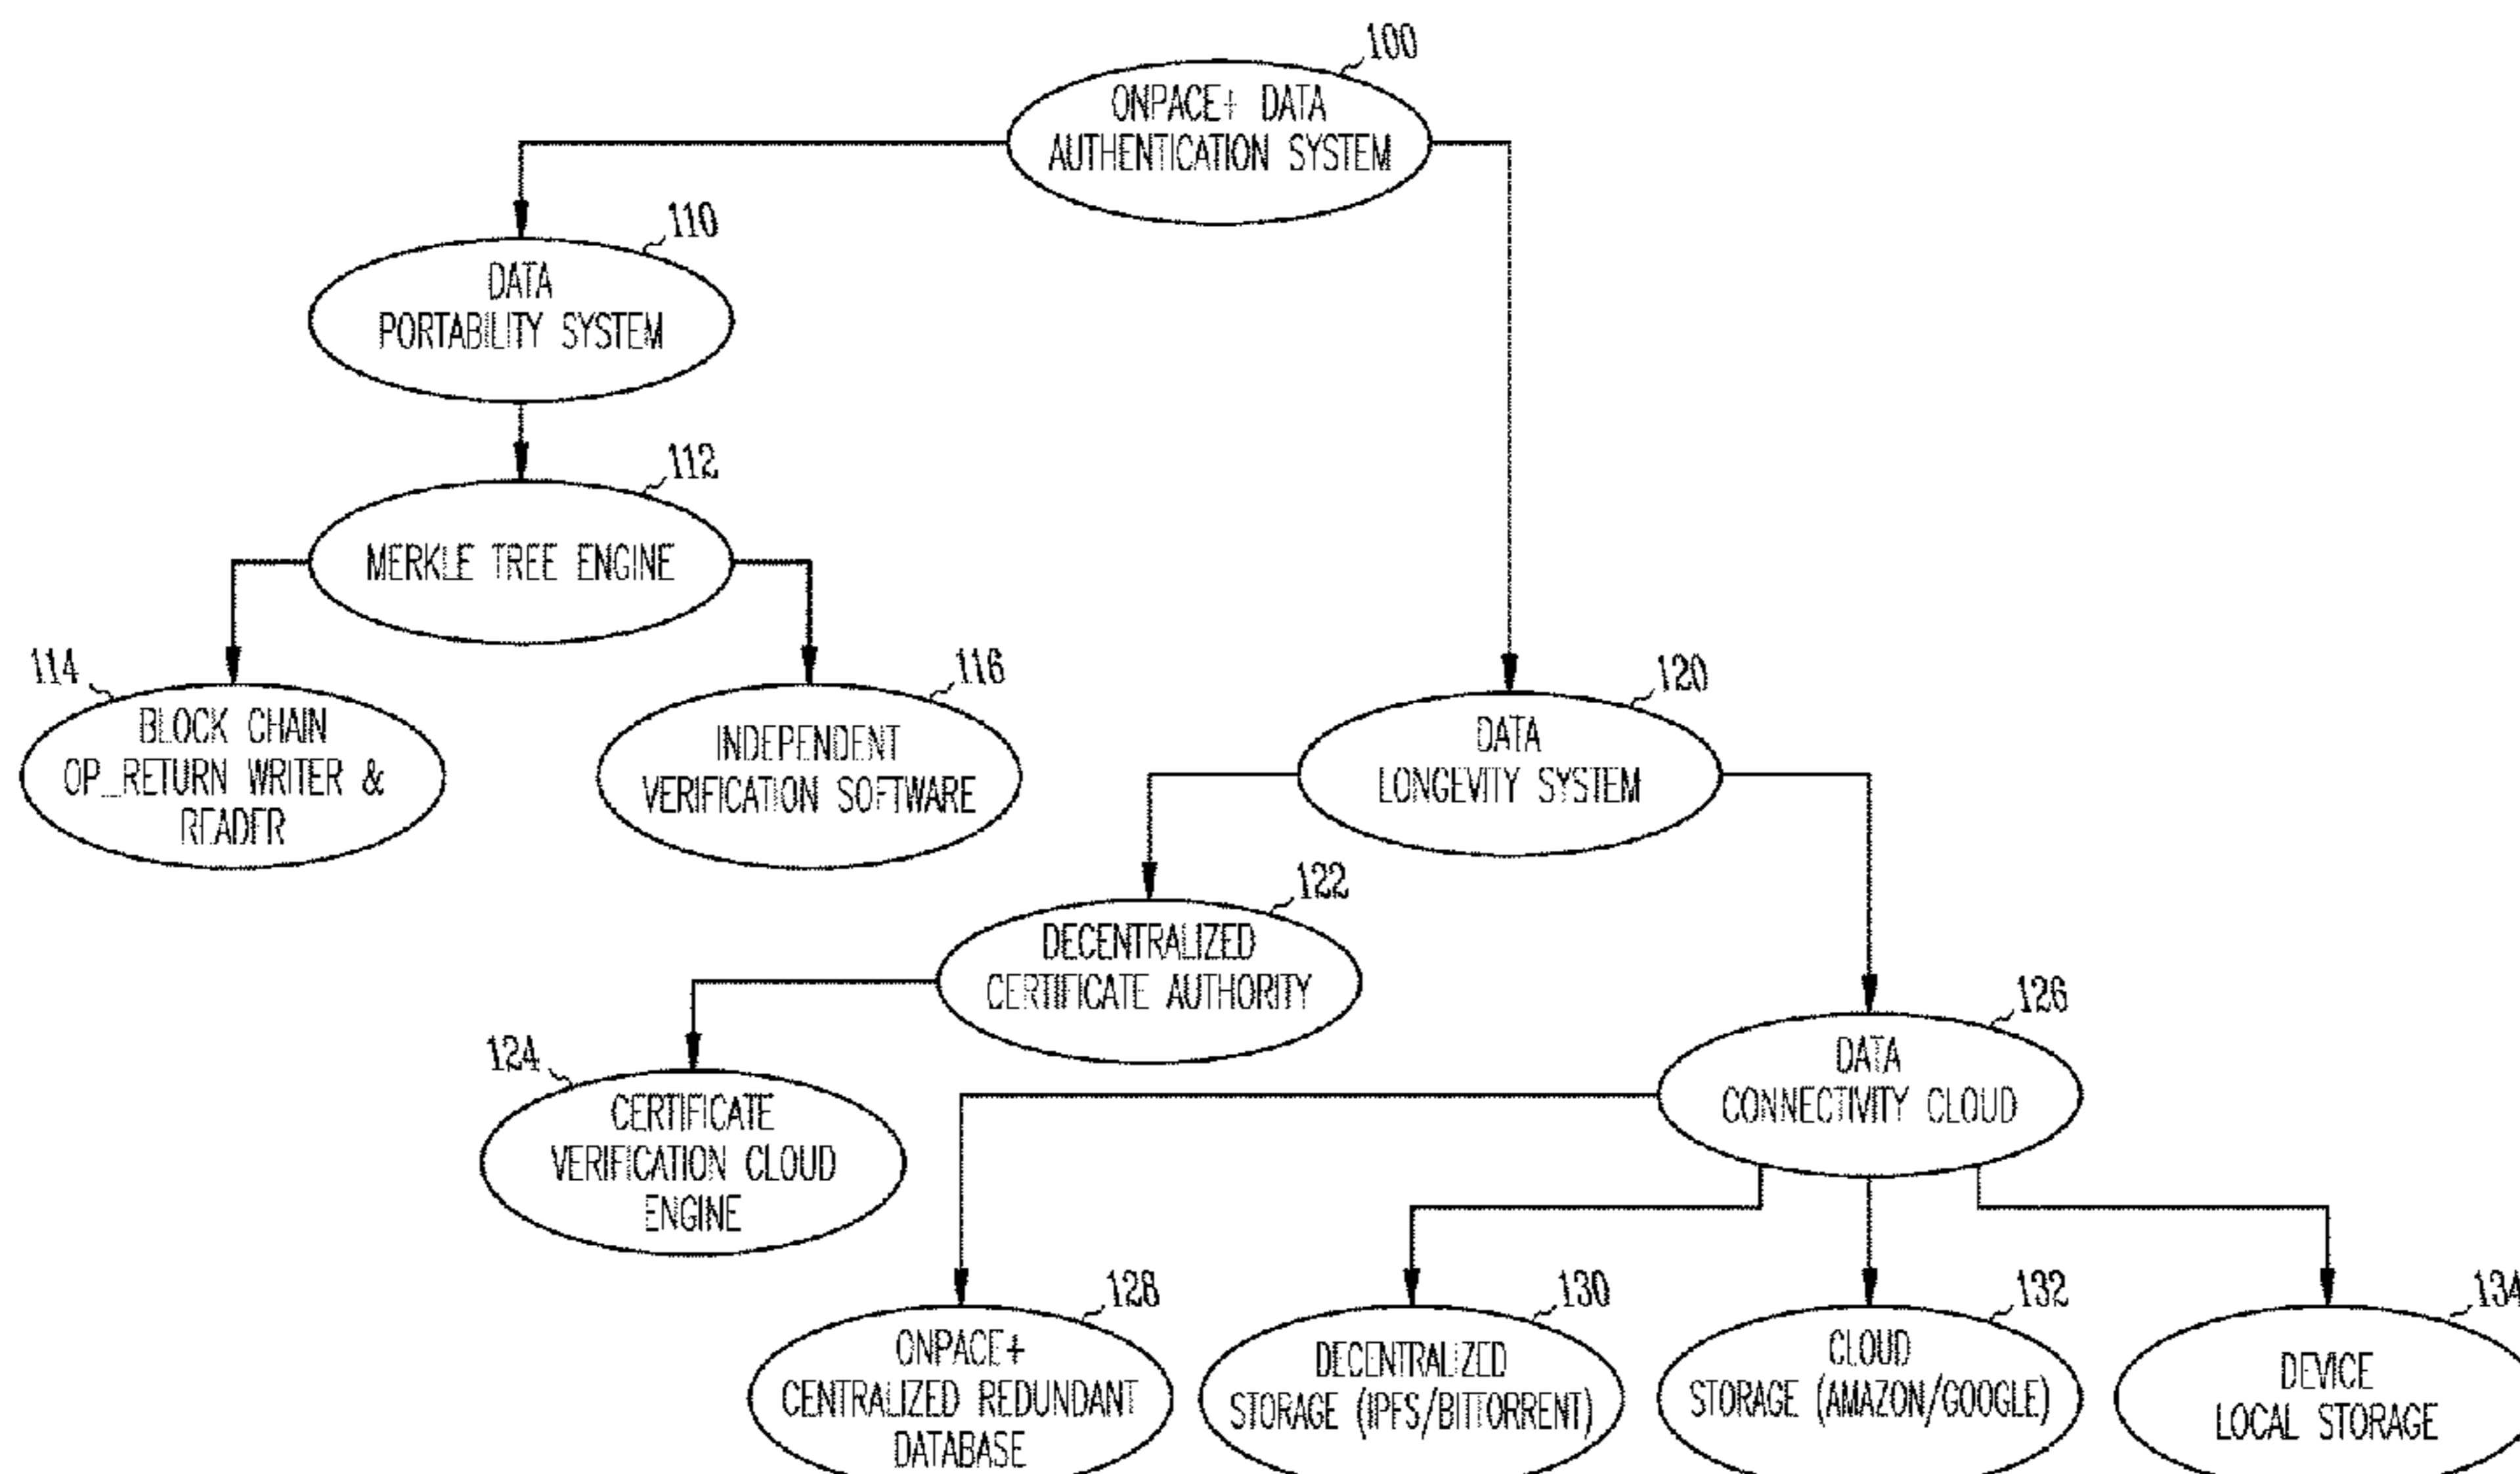 100
ONPACE+ DATA
AUTHENTICATION SYSTEM
110
DATA
PORTABILITY SYSTEM
112
MERKLE TREE ENGINE
114
BLOCK CHAIN
OP_RETURN WRITER &
READER
116
INDEPENDENT
VERIFICATION SOFTWARE
120
DATA
LONGEVITY SYSTEM
122
DECENTRALIZED
CERTIFICATE AUTHORITY
124
CERTIFICATE
VERIFICATION CLOUD
ENGINE
126
DATA
CONNECTIVITY CLOUD
128
ONPACE+
CENTRALIZED REDUNDANT
DATABASE
130
DECENTRALIZED
STORAGE (IPFS/BITTORRENT)
132
CLOUD
STORAGE (AMAZON/GOOGLE)
134
DEVICE
LOCAL STORAGE